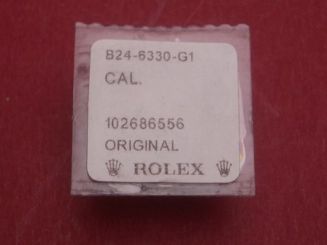 B24-6330-G1
CAL.
102686556
ORIGINAL
ROLEX